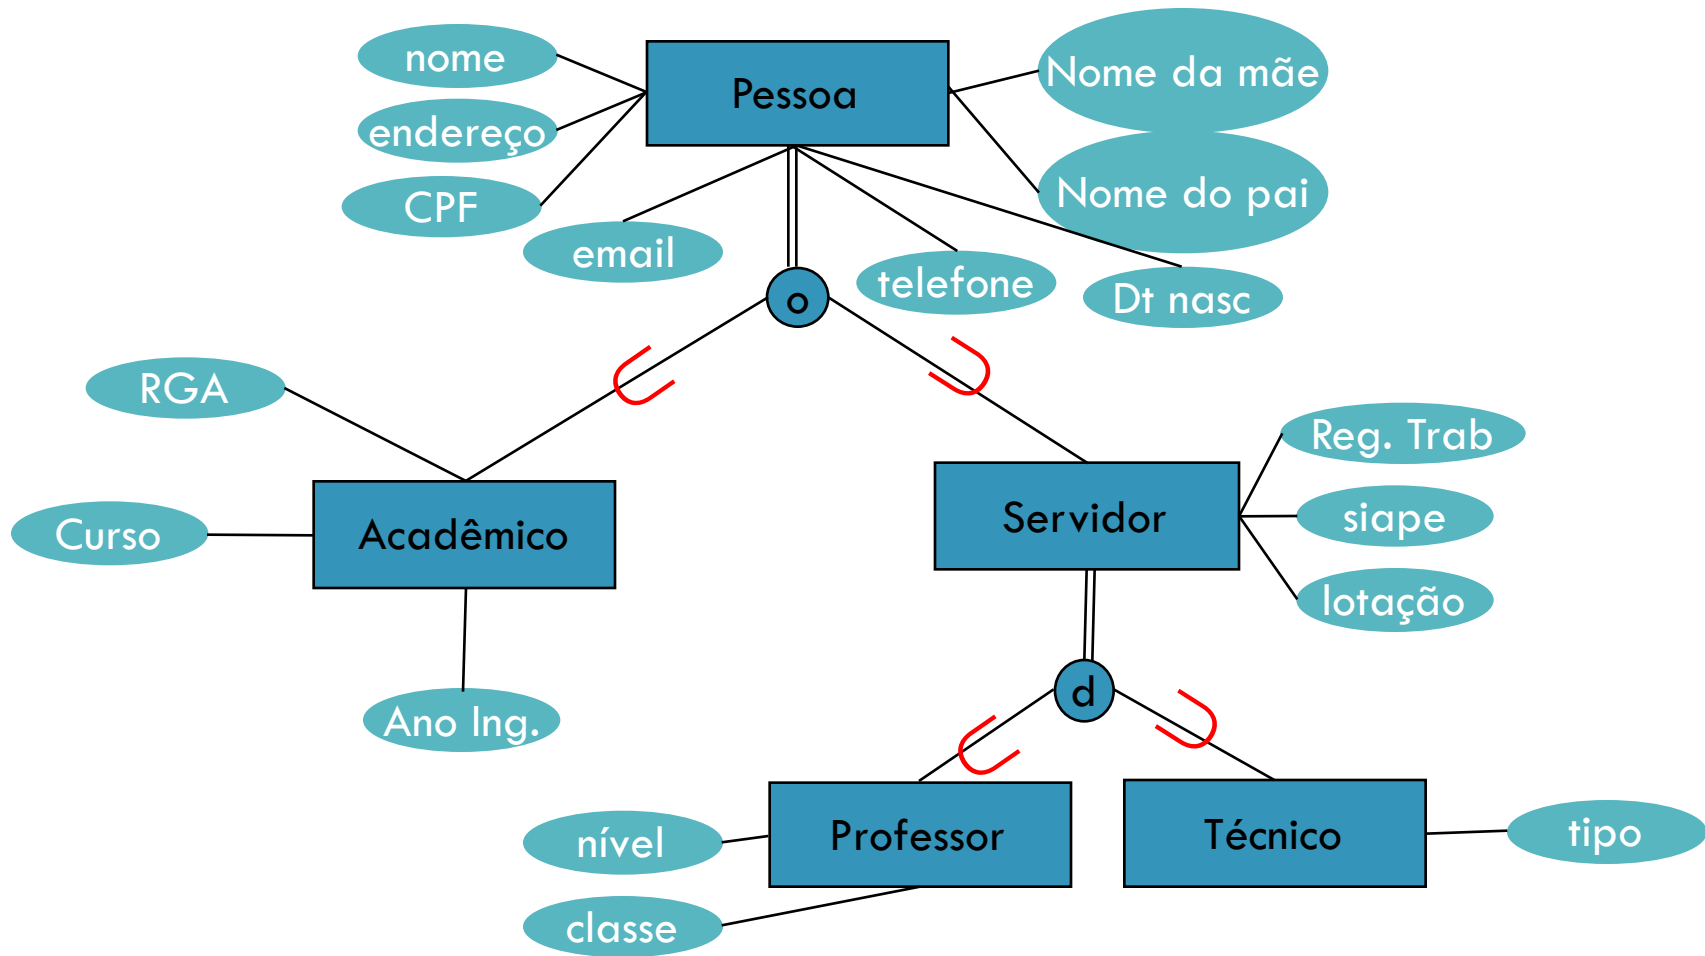 nome
Pessoa
Nome da mãe
endereço
CPF
Nome do pai
email
telefone
Dt nasc
o
RGA
Reg. Trab
Curso
Acadêmico
Servidor
siape
lotação
d
Ano Ing.
nível
Professor
Técnico
tipo
classe